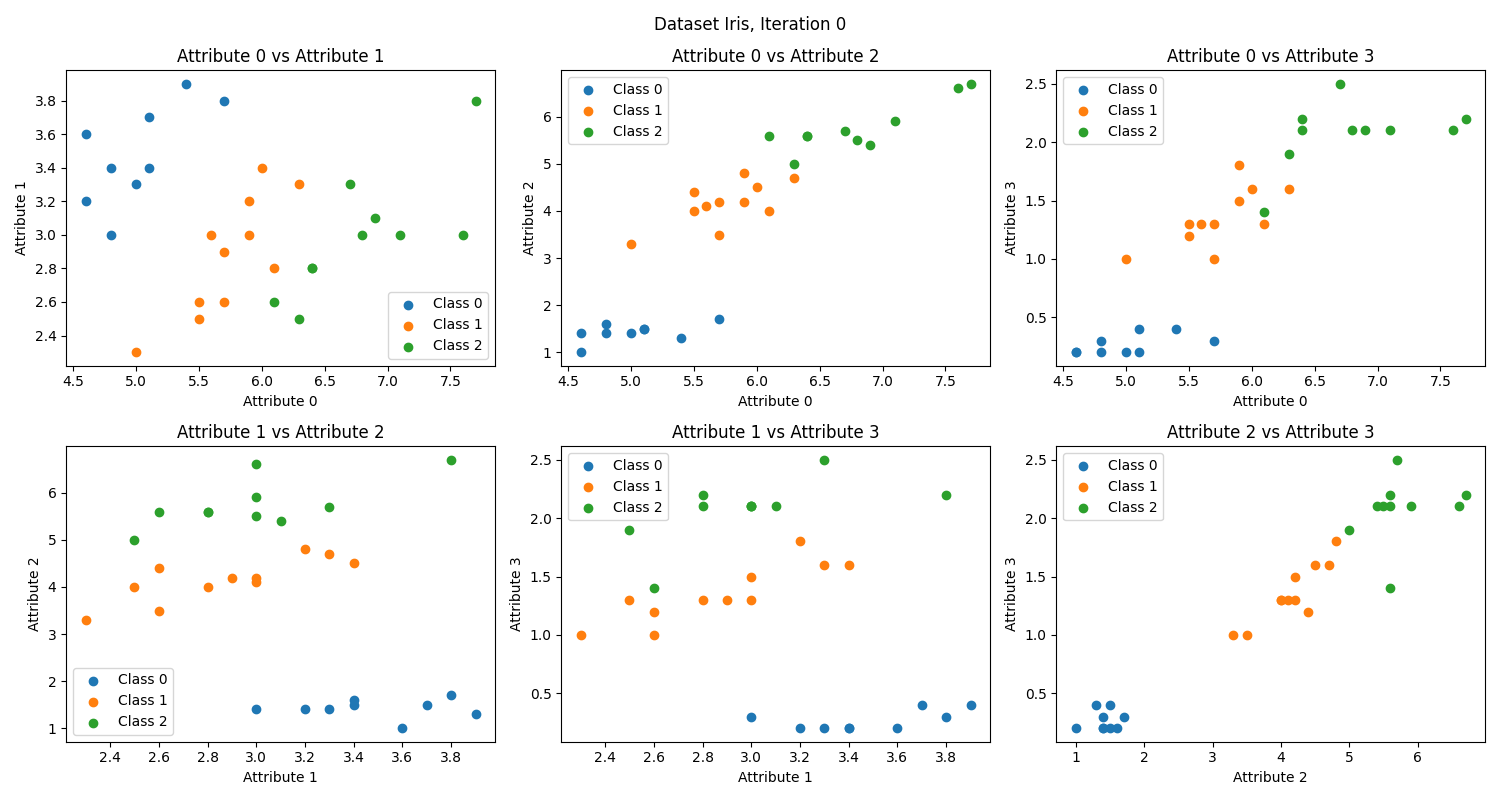 Dataset Iris, Iteration 0
Attribute 0 vs Attribute 1
3.8
3.6
3.4
3.2
3.0
2.8
2.6
2.4
Attribute 1
Class 0
Class 1
Class 2
4.5 5.0 5.5 6.0 6.5 7.0 7.5
Attribute 0
Attribute 0 vs Attribute 2
Class 0
Class 1
Class 2
6
5
4
3
2
1
Attribute 2
4.5 5.0 5.5 6.0 6.5 7.0 7.5
Attribute 0
Attribute 0 vs Attribute 3
Class 0
Class 1
Class 2
2.5
2.0
1.5
1.0
0.5
Attribute 3
4.5 5.0 5.5 6.0 6.5 7.0 7.5
Attribute 0
Attribute 1 vs Attribute 2
6
5
4
3
2
1
Attribute 2
Class 0
Class 1
Class 2
2.4 2.6 2.8 3.0 3.2 3.4 3.6 3.8
Attribute 1
Attribute 1 vs Attribute 3
Class 0
Class 1
Class 2
2.5
2.0
1.5
1.0
0.5
Attribute 3
2.4 2.6 2.8 3.0 3.2 3.4 3.6 3.8
Attribute 1
Attribute 2 vs Attribute 3
Class 0
Class 1
Class 2
2.5
2.0
1.5
1.0
0.5
Attribute 3
1 2 3 4 5 6
Attribute 2